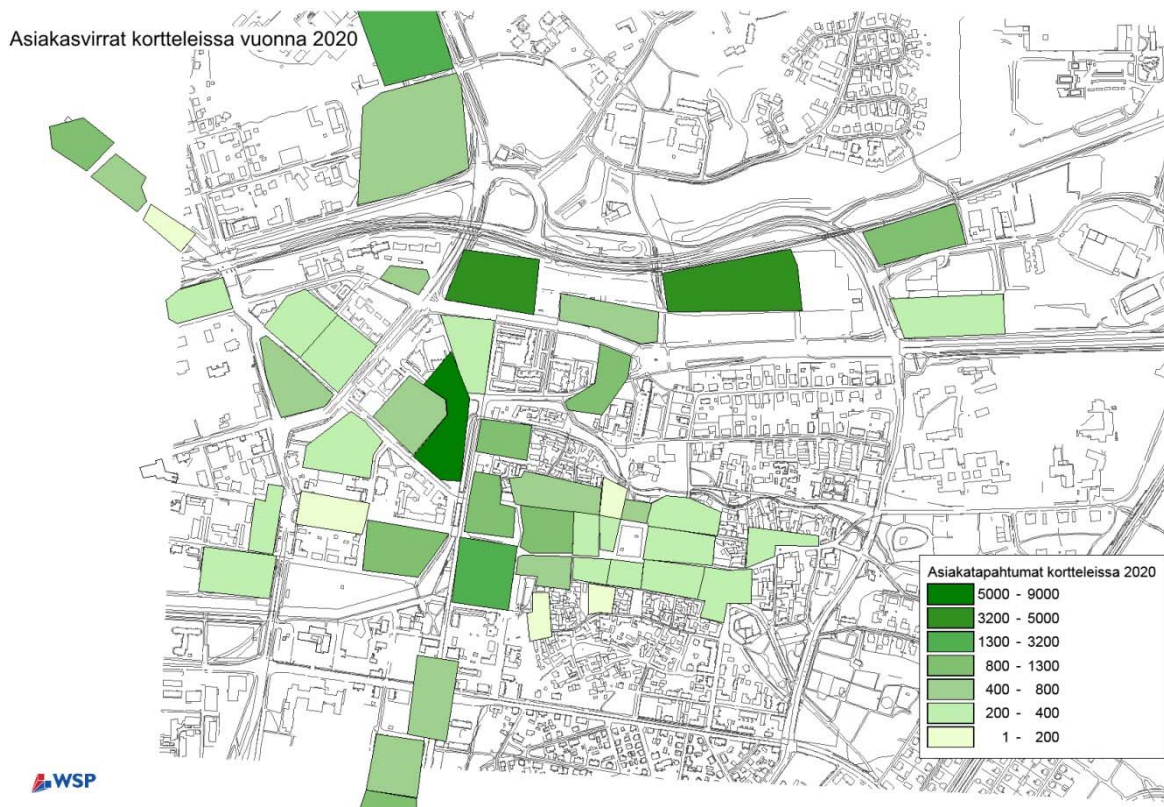 Asiakasvirrat kortteleissa vuonna 2020
Asiakatapahtumat kortteleissa 2020
5000 - 9000
3200 - 5000
1300 - 3200
800 - 1300
400 - 800
200 - 400
1 - 200
WSP